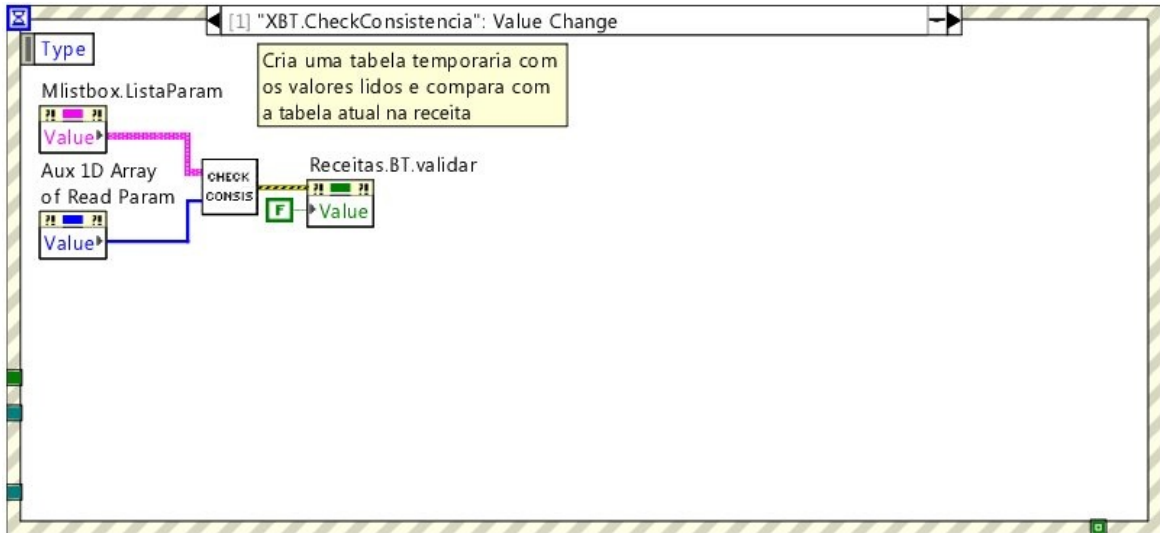 [1] "XBT.CheckConsistencia": Value Change
Type
Cria uma tabela temporaria com
os valores lidos e compara com
a tabela atual na receita
Mlistbox.ListaParam
Value
Aux 1D Array
of Read Param
Value
CHECK
CONSIS
Receitas.BT.validar
F
Value